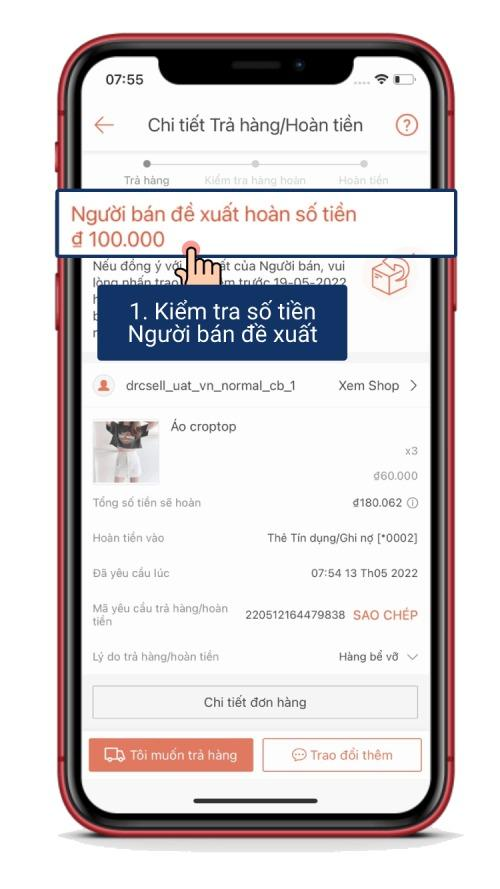 07:55
Chi tiết Trả hàng/Hoàn tiền
?
Trả hàng Kiểm tra hàng hoàn Hoàn tiền
Người bán đề xuất hoàn số tiền
₫ 100.000
Nếu đồng ý với của Người bán, vui
lòng nhấn trao trước 19-05-2022
1. Kiểm tra số tiền
Người bán đề xuất
drcsell_uat_vn_normal_cb_1 Xem Shop
Áo croptop
x3
₫60.000
Tổng số tiền sẽ hoàn ₫180.062
Hoàn tiền vào Thẻ Tín dụng/Ghi nợ [*0002]
Đã yêu cầu lúc 07:54 13 Th05 2022
Mã yêu cầu trả hàng/hoàn
tiền 220512164479838 SAO CHÉP
Lý do trả hàng/hoàn tiền Hàng bể vỡ
Chi tiết đơn hàng
Tôi muốn trả hàng Trao đổi thêm